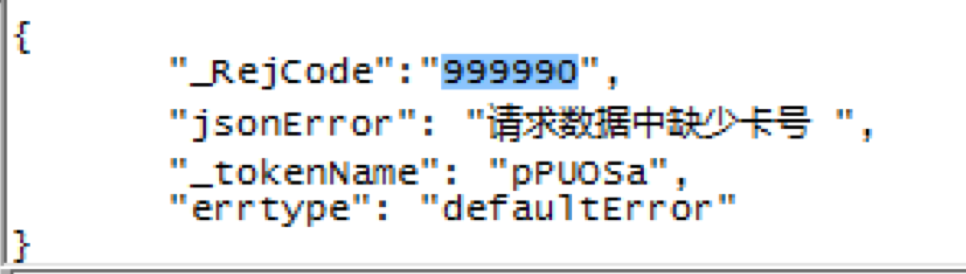 {
"_RejCode":"999990",
"jsonError": "请求数据中缺少卡号 ",
"_tokenName": "pPUOSa",
"errtype": "defaultError"
}